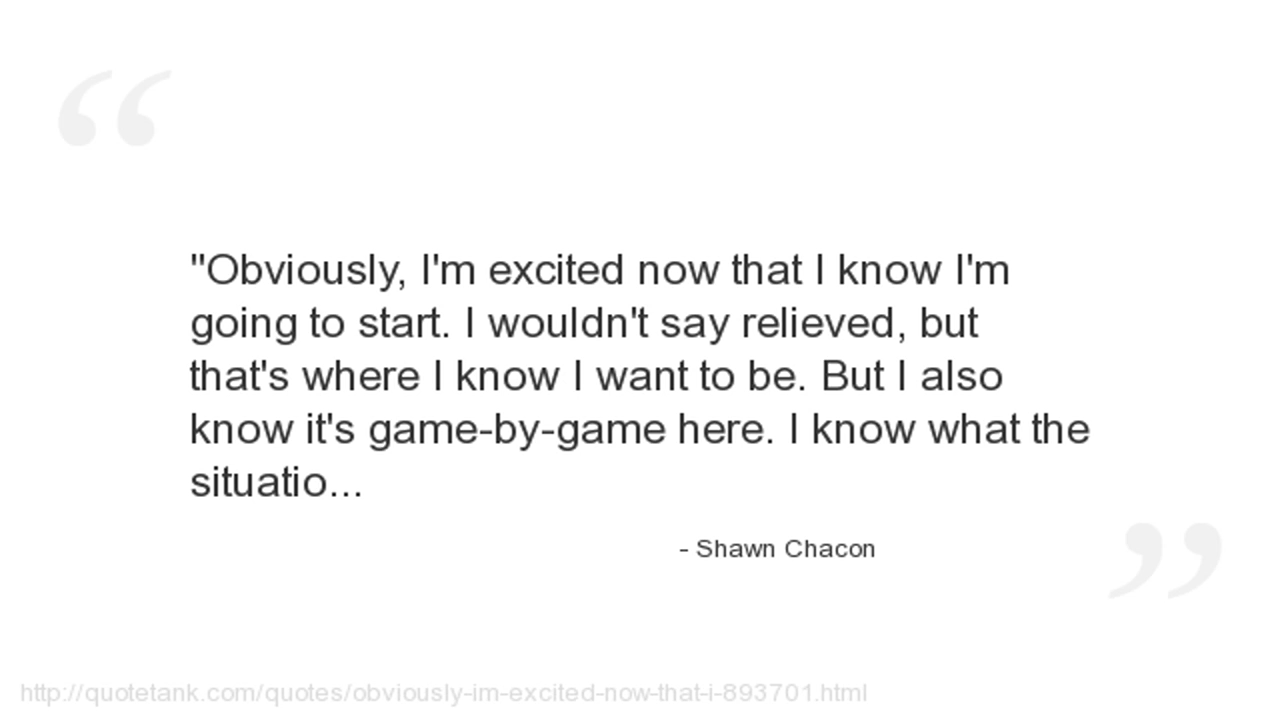 "Obviously, I'm excited now that I know I'm
going to start. I wouldn't say relieved, but
that's where I know I want to be. But I also
know it's game-by-game here. I know what the
situatio...
- Shawn Chacon
http://quotetank.com/quotes/obviously-im-excited-now-that-i-893701.html